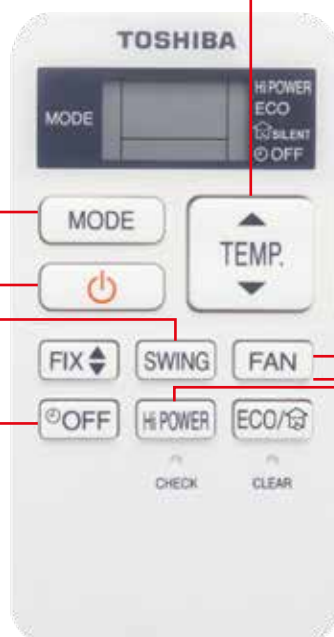 TOSHIBA
MODE
Hi POWER
ECO
SILENT
OFF
MODE
TEMP.
FIX SWING FAN
OFF Hi POWER ECO/
CHECK CLEAR